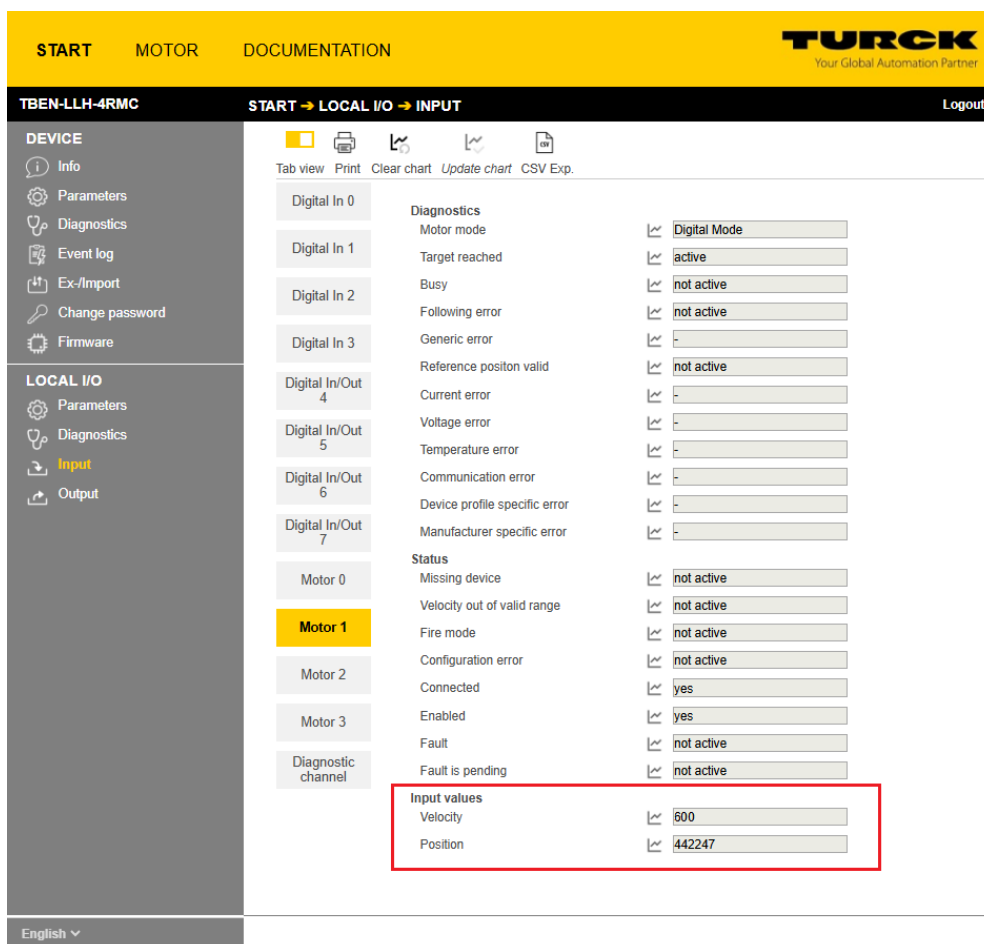 START MOTOR DOCUMENTATION
TURCK
Your Global Automation Partner
TBEN-LLH-4RMC
START ➔ LOCAL I/O ➔ INPUT
Logout
DEVICE
Info
Parameters
Diagnostics
Event log
Ex-/Import
Change password
Firmware
LOCAL I/O
Parameters
Diagnostics
Input
Output
Tab view Print Clear chart Update chart CSV Exp.
Digital In 0
Digital In 1
Digital In 2
Digital In 3
Digital In/Out
4
Digital In/Out
5
Digital In/Out
6
Digital In/Out
7
Motor 0
Motor 1
Motor 2
Motor 3
Diagnostic
channel
Diagnostics
Motor mode Digital Mode
Target reached active
Busy not active
Following error not active
Generic error -
Reference positon valid not active
Current error -
Voltage error -
Temperature error -
Communication error -
Device profile specific error -
Manufacturer specific error -
Status
Missing device not active
Velocity out of valid range not active
Fire mode not active
Configuration error not active
Connected yes
Enabled yes
Fault not active
Fault is pending not active
Input values
Velocity 600
Position 442247
English